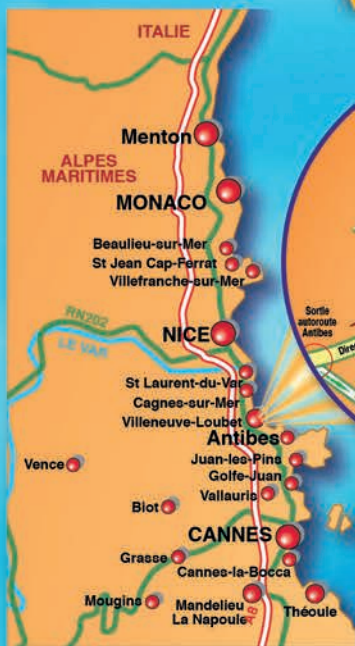 ITALIE
Menton
ALPES
MARITIMES
MONACO
Beaulieu-sur-Mer
St Jean Cap-Ferrat
Villefranche-sur-Mer
Sortie
autoroute
Antibes
RN202
NICE
LE VAR
St Laurent-du-Var
Cagnes-sur-Mer
Villeneuve-Loubet
Antibes
Juan-les-Pins
Vence
Golfe-Juan
Vallauris
Biot
CANNES
Grasse
Cannes-la-Bocca
Mougins
Mandelieu
La Napoule
A8
Théoule